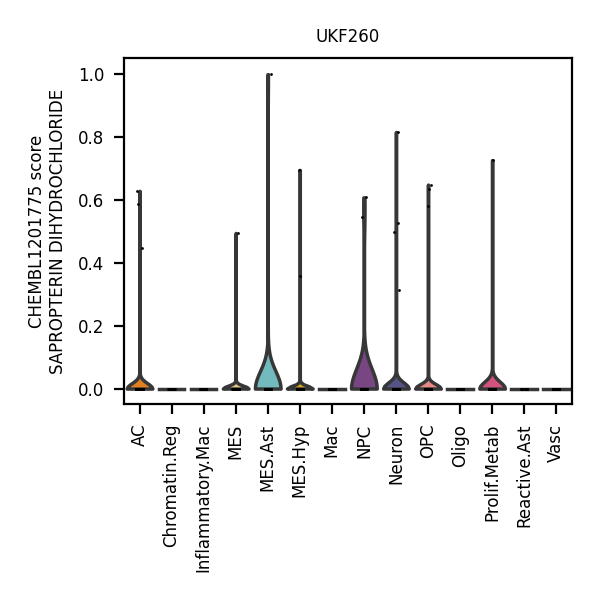 UKF260
CHEMBL1201775 score
SAPROPTERIN DIHYDROCHLORIDE
1.0
0.8
0.6
0.4
0.2
0.0
AC
Chromatin.Reg
Inflammatory.Mac
MES
MES.Ast
MES.Hyp
Mac
NPC
Neuron
OPC
Oligo
Prolif.Metab
Reactive.Ast
Vasc